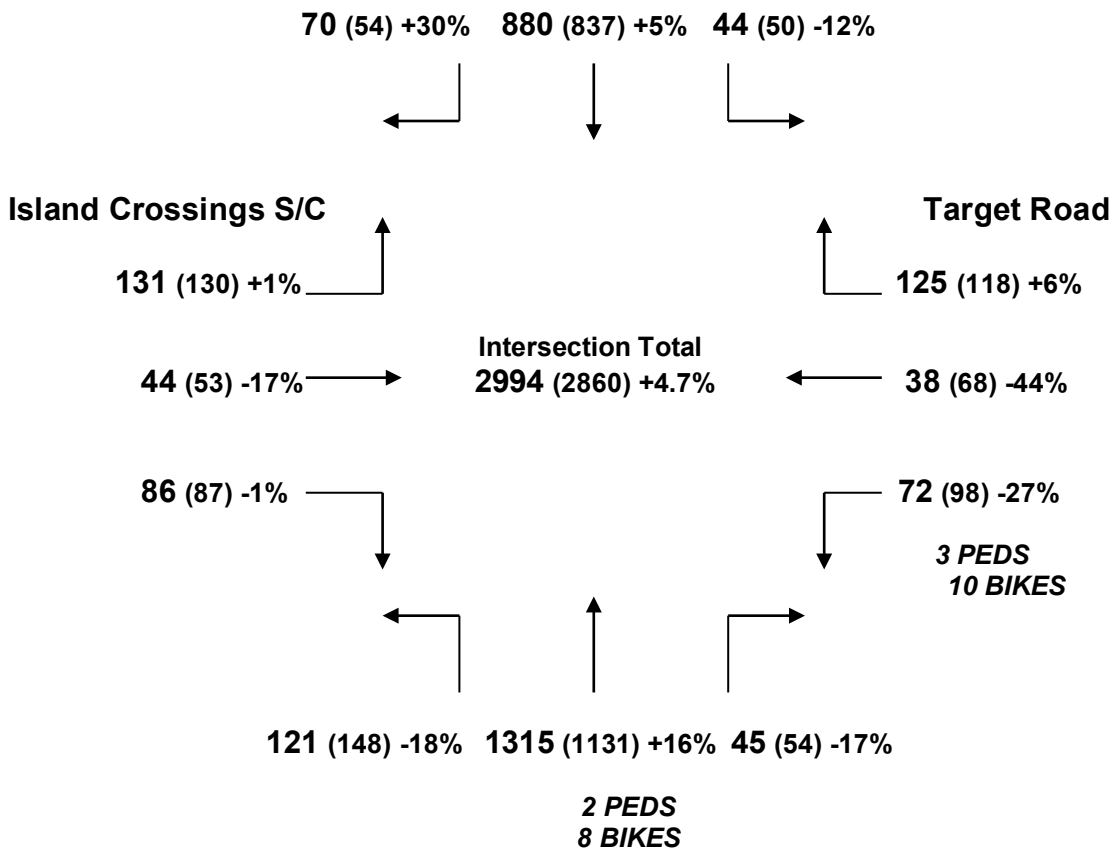 70 (54) +30% 880 (837) +5% 44 (50) -12%
Island Crossings S/C Target Road
131 (130) +1% 125 (118) +6%
Intersection Total
44 (53) -17% 2994 (2860) +4.7% 38 (68) -44%
86 (87) -1% 72 (98) -27%
3 PEDS
10 BIKES
121 (148) -18% 1315 (1131) +16% 45 (54) -17%
2 PEDS
8 BIKES